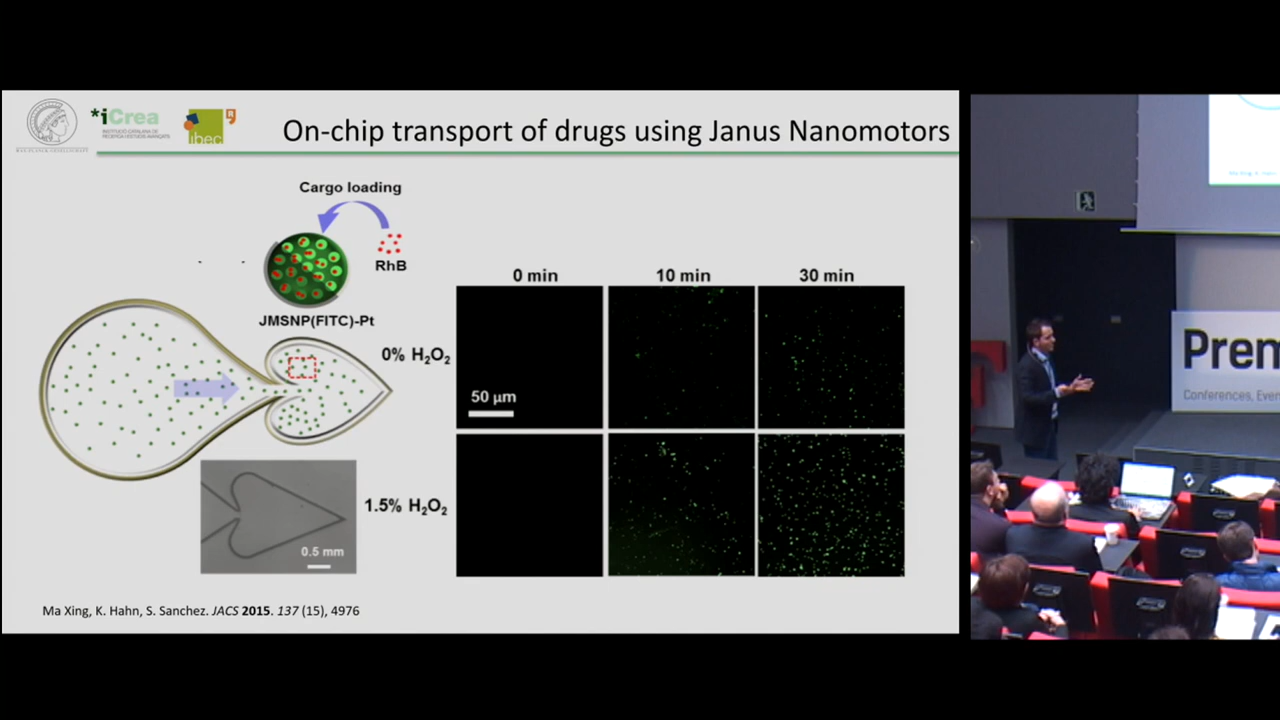 *iCrea
ibec
R
On-chip transport of drugs using Janus Nanomotors
Cargo loading
RhB
JMSNP(FITC)-Pt
0 min
10 min
30 min
0% H₂O₂
50 µm
1.5% H₂O₂
0.5 mm
Ma Xing, K. Hahn, S. Sanchez. JACS 2015. 137 (15), 4976
Prem
Conferences, Even